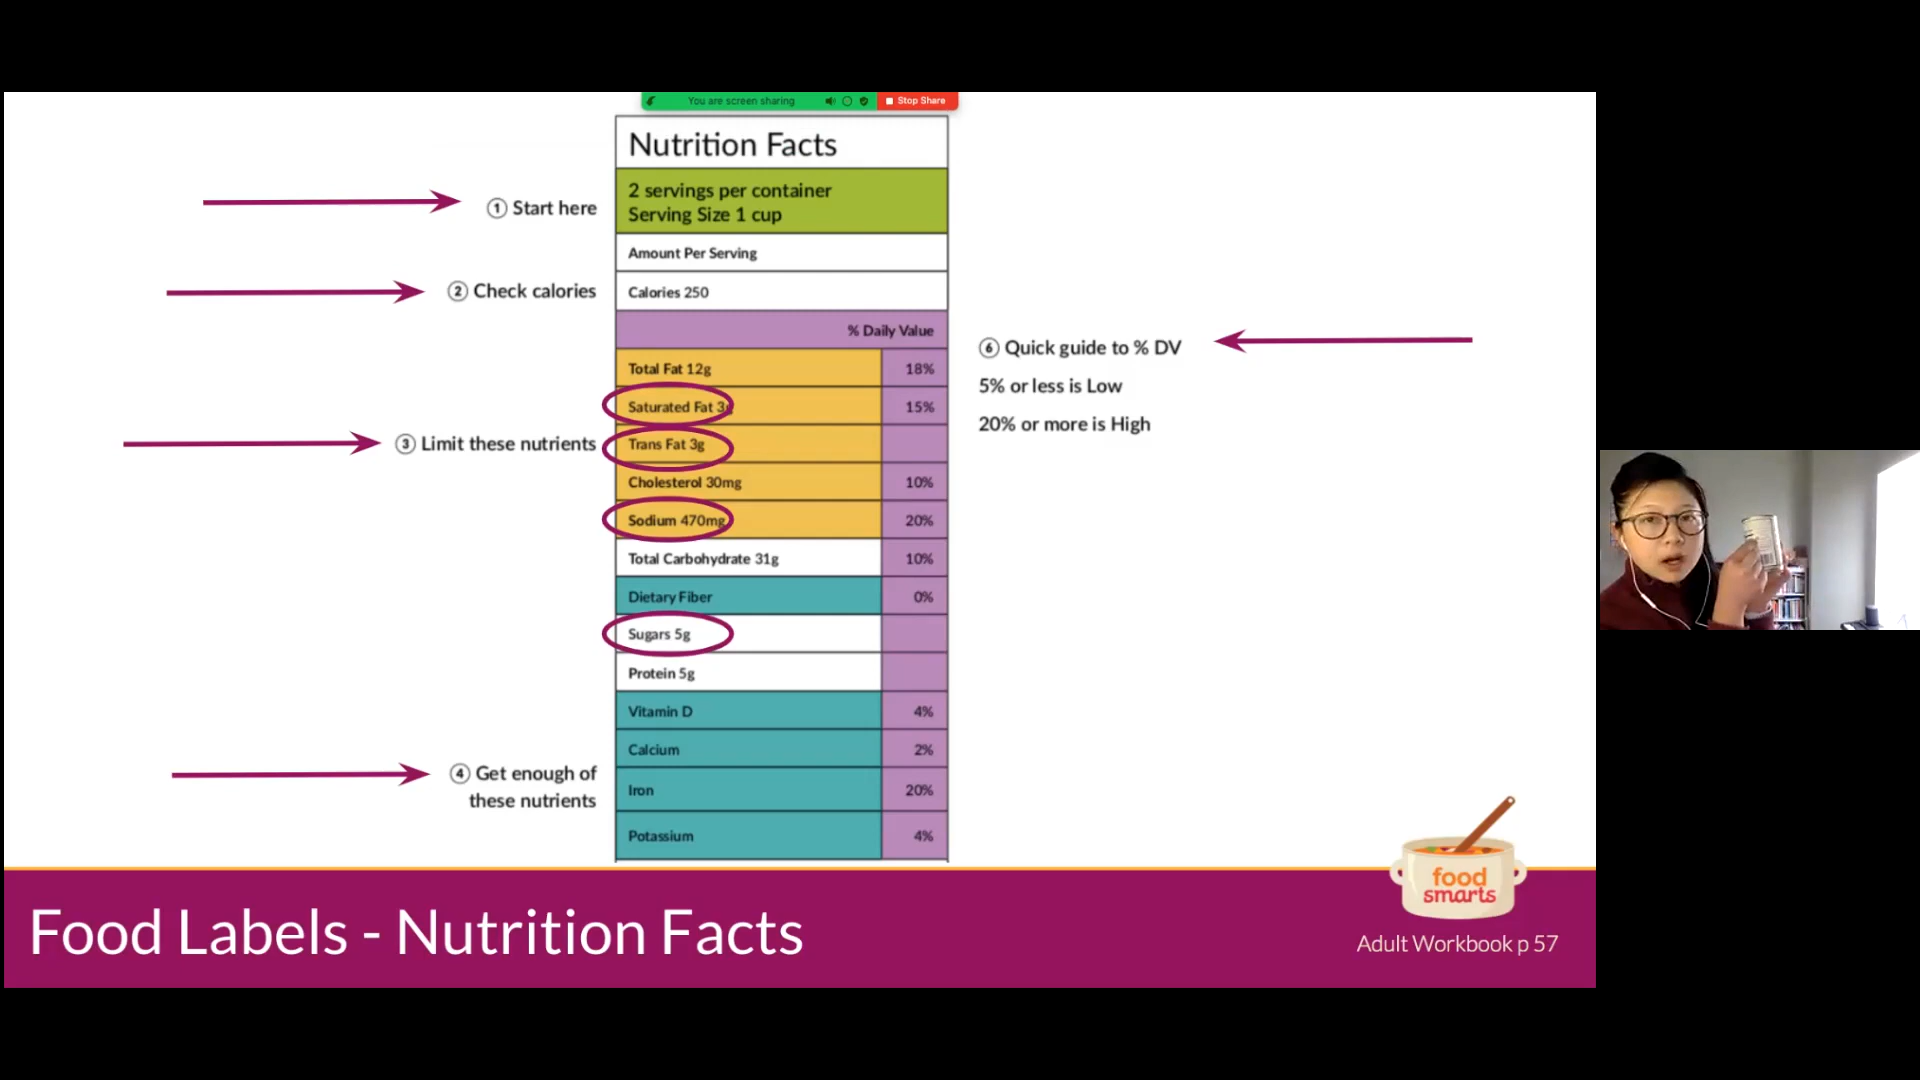 You are screen sharing
Stop Share
Nutrition Facts
2 servings per container
Serving Size 1 cup
① Start here
Amount Per Serving
② Check calories
Calories 250
% Daily Value
Total Fat 12g 18%
Saturated Fat 3g 15%
③ Limit these nutrients
Trans Fat 3g
Cholesterol 30mg 10%
Sodium 470mg 20%
Total Carbohydrate 31g 10%
Dietary Fiber 0%
Sugars 5g
Protein 5g
Vitamin D 4%
Calcium 2%
④ Get enough of
these nutrients
Iron 20%
Potassium 4%
⑥ Quick guide to % DV
5% or less is Low
20% or more is High
food
smarts
Food Labels - Nutrition Facts
Adult Workbook p 57